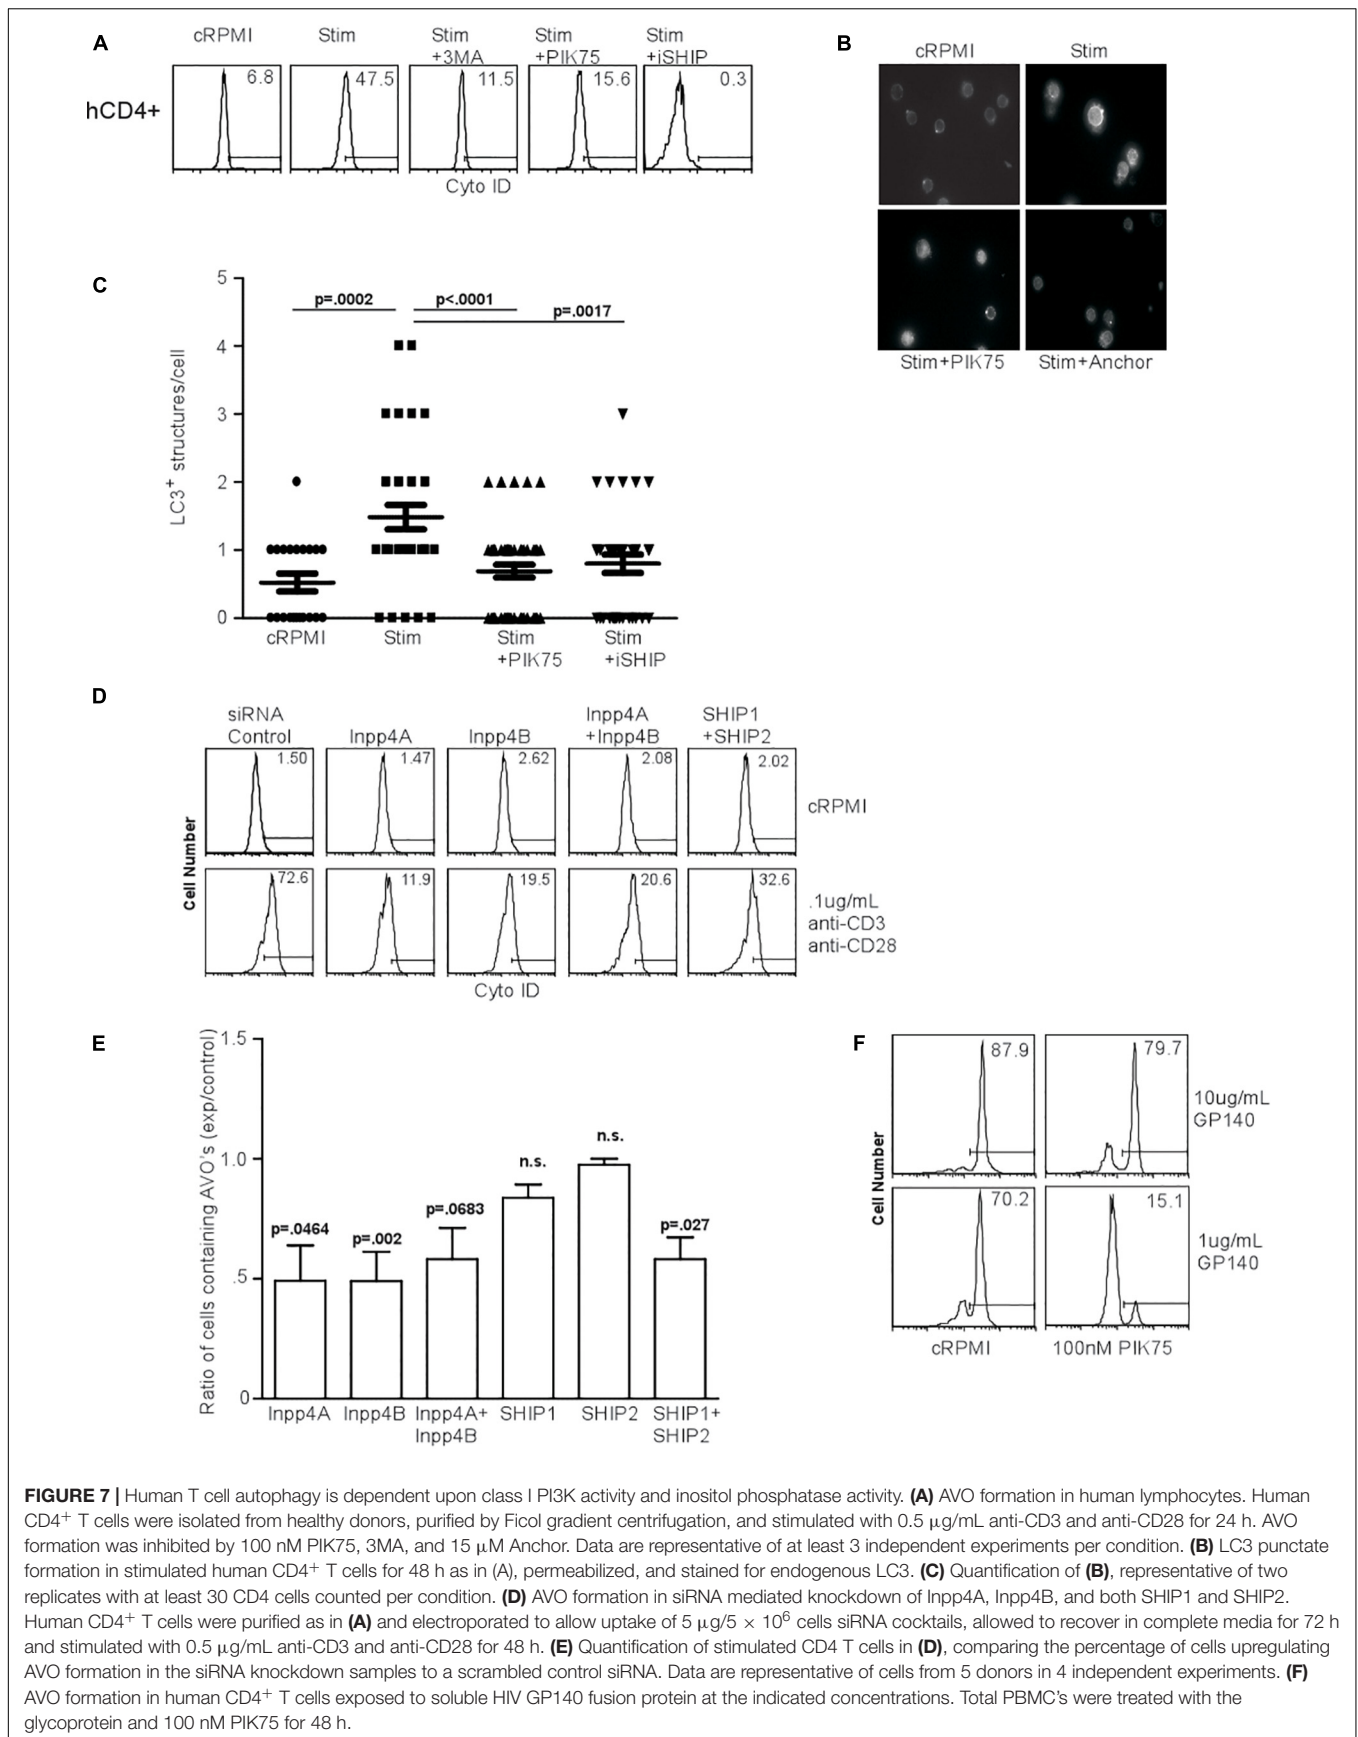 A
cRPMI
Stim
Stim
+3MA
Stim
+PIK75
Stim
+iSHIP
hCD4+
6.8
47.5
11.5
15.6
0.3
Cyto ID
B
cRPMI
Stim
Stim+PIK75
Stim+Anchor
C
LC3+ structures/cell
5
4
3
2
1
0
p=.0002
p<.0001
p=.0017
cRPMI
Stim
Stim
+PIK75
Stim
+iSHIP
D
siRNA
Control
Inpp4A
Inpp4B
Inpp4A
+Inpp4B
SHIP1
+SHIP2
Cell Number
1.50
1.47
2.62
2.08
2.02
cRPMI
72.6
11.9
19.5
20.6
32.6
.1ug/mL
anti-CD3
anti-CD28
Cyto ID
E
Ratio of cells containing AVO's (exp/control)
1.5
1.0
.5
0
p=.0464
p=.002
p=.0683
n.s.
n.s.
p=.027
Inpp4A
Inpp4B
Inpp4A+
Inpp4B
SHIP1
SHIP2
SHIP1+
SHIP2
F
Cell Number
87.9
79.7
10ug/mL
GP140
70.2
15.1
1ug/mL
GP140
cRPMI
100nM PIK75
FIGURE 7 | Human T cell autophagy is dependent upon class I PI3K activity and inositol phosphatase activity. (A) AVO formation in human lymphocytes. Human
CD4+ T cells were isolated from healthy donors, purified by Ficol gradient centrifugation, and stimulated with 0.5 μg/mL anti-CD3 and anti-CD28 for 24 h. AVO
formation was inhibited by 100 nM PIK75, 3MA, and 15 μM Anchor. Data are representative of at least 3 independent experiments per condition. (B) LC3 punctate
formation in stimulated human CD4+ T cells for 48 h as in (A), permeabilized, and stained for endogenous LC3. (C) Quantification of (B), representative of two
replicates with at least 30 CD4 cells counted per condition. (D) AVO formation in siRNA mediated knockdown of Inpp4A, Inpp4B, and both SHIP1 and SHIP2.
Human CD4+ T cells were purified as in (A) and electroporated to allow uptake of 5 μg/5 × 10⁶ cells siRNA cocktails, allowed to recover in complete media for 72 h
and stimulated with 0.5 μg/mL anti-CD3 and anti-CD28 for 48 h. (E) Quantification of stimulated CD4 T cells in (D), comparing the percentage of cells upregulating
AVO formation in the siRNA knockdown samples to a scrambled control siRNA. Data are representative of cells from 5 donors in 4 independent experiments. (F)
AVO formation in human CD4+ T cells exposed to soluble HIV GP140 fusion protein at the indicated concentrations. Total PBMC's were treated with the
glycoprotein and 100 nM PIK75 for 48 h.